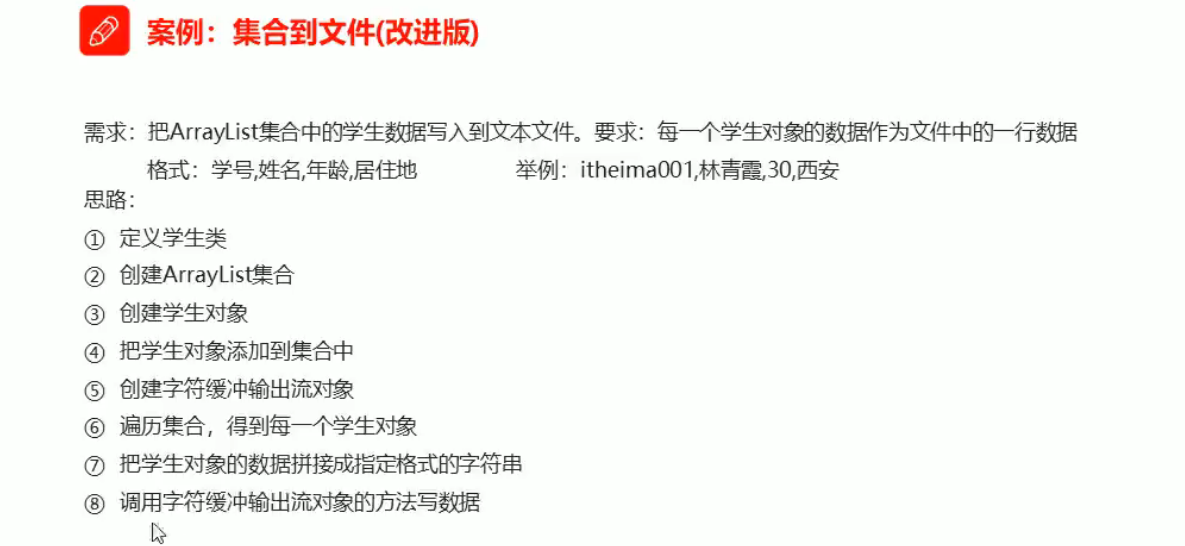 案例：集合到文件(改进版)
需求：把ArrayList集合中的学生数据写入到文本文件。要求：每一个学生对象的数据作为文件中的一行数据
格式：学号,姓名,年龄,居住地 举例：itheima001,林青霞,30,西安
思路：
① 定义学生类
② 创建ArrayList集合
③ 创建学生对象
④ 把学生对象添加到集合中
⑤ 创建字符缓冲输出流对象
⑥ 遍历集合，得到每一个学生对象
⑦ 把学生对象的数据拼接成指定格式的字符串
⑧ 调用字符缓冲输出流对象的方法写数据